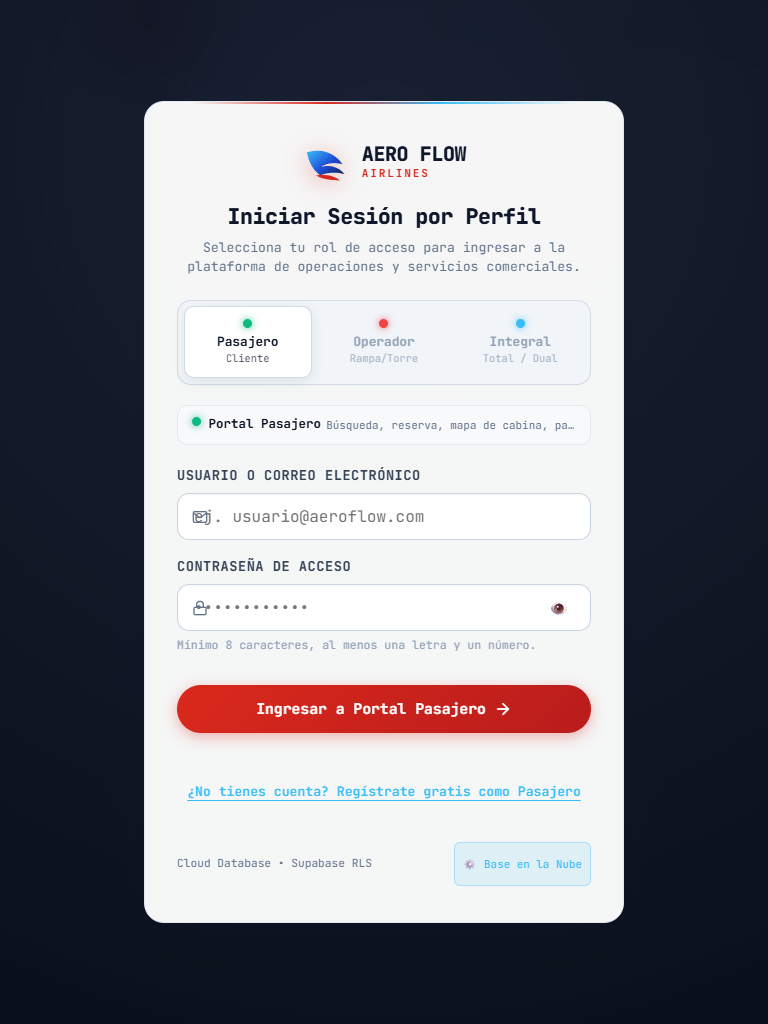 AERO FLOW
AIRLINES
Iniciar Sesión por Perfil
Selecciona tu rol de acceso para ingresar a la
plataforma de operaciones y servicios comerciales.
Pasajero
Cliente
Operador
Rampa/Torre
Integral
Total / Dual
Portal Pasajero Búsqueda, reserva, mapa de cabina, pa…
USUARIO O CORREO ELECTRÓNICO
ej. usuario@aeroflow.com
CONTRASEÑA DE ACCESO
••••••••••••
Mínimo 8 caracteres, al menos una letra y un número.
Ingresar a Portal Pasajero →
¿No tienes cuenta? Regístrate gratis como Pasajero
Cloud Database • Supabase RLS
Base en la Nube